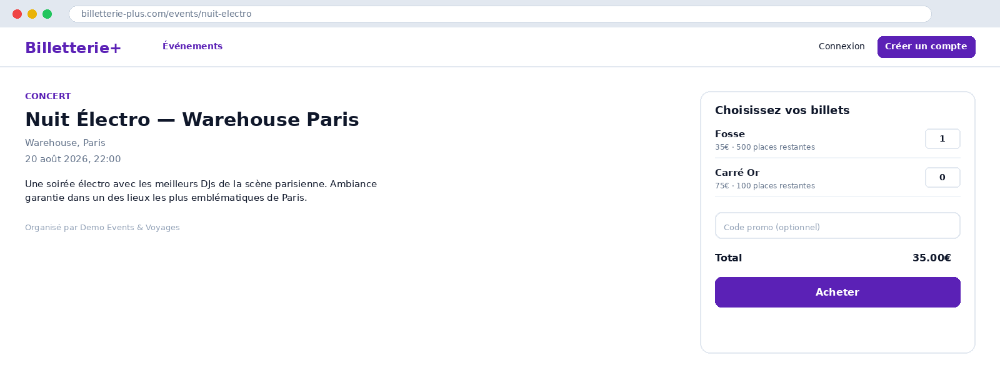 billetterie-plus.com/events/nuit-electro
Billetterie+
Événements
Connexion
Créer un compte
CONCERT
Nuit Électro — Warehouse Paris
Warehouse, Paris
20 août 2026, 22:00
Une soirée électro avec les meilleurs DJs de la scène parisienne. Ambiance
garantie dans un des lieux les plus emblématiques de Paris.
Organisé par Demo Events & Voyages
Choisissez vos billets
Fosse
35€ · 500 places restantes
1
Carré Or
75€ · 100 places restantes
0
Code promo (optionnel)
Total 35.00€
Acheter